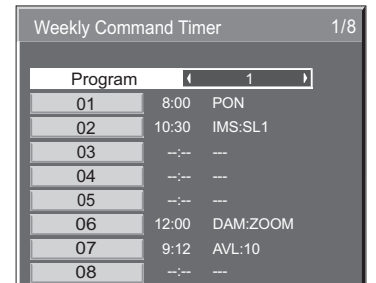 Weekly Command Timer 1/8
Program 1
01 8:00 PON
02 10:30 IMS:SL1
03 --:-- ---
04 --:-- ---
05 --:-- ---
06 12:00 DAM:ZOOM
07 9:12 AVL:10
08 --:-- ---